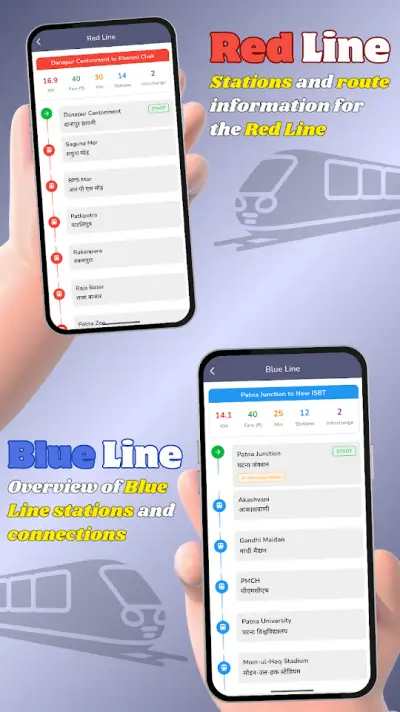 Red Line
Danapur Cantonment to Khemni Chak
16.9 40 30 14 2
KM Fare (₹) Min Stations Interchange
Danapur Cantonment START
दानापुर छावनी
Saguna Mor
सगुना मोड़
RPS Mor
आर पी एस मोड़
Patliputra
पाटलिपुत्र
Rukanpura
रुकनपुरा
Raja Bazar
राजा बाजार
Patna Zoo
Red Line
Stations and route
information for
the Red Line
Blue Line
Overview of Blue
Line stations and
connections
Blue Line
Patna Junction to New ISBT
14.1 40 25 12 2
KM Fare (₹) Min Stations Interchange
Patna Junction START
पटना जंक्शन
Akashvani
आकाशवाणी
Gandhi Maidan
गांधी मैदान
PMCH
पीएमसीएच
Patna University
पटना विश्वविद्यालय
Moin-ul-Haq Stadium
मोइन-उल-हक स्टेडियम